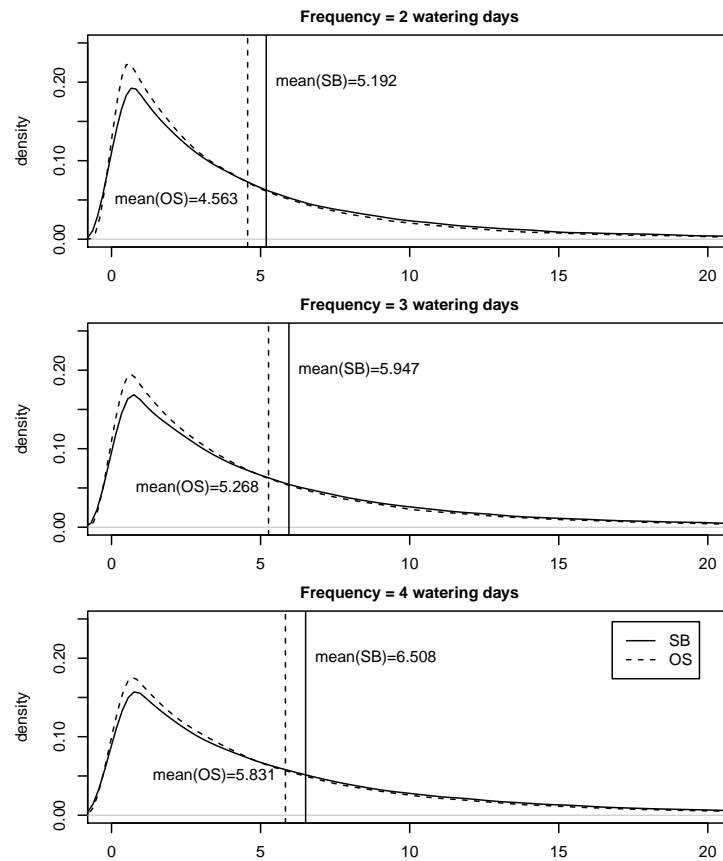 Frequency = 2 watering days
density
0.00
0.10
0.20
mean(SB)=5.192
mean(OS)=4.563
0 5 10 15 20
Frequency = 3 watering days
density
0.00
0.10
0.20
mean(SB)=5.947
mean(OS)=5.268
0 5 10 15 20
Frequency = 4 watering days
density
0.00
0.10
0.20
mean(SB)=6.508
mean(OS)=5.831
SB
OS
0 5 10 15 20